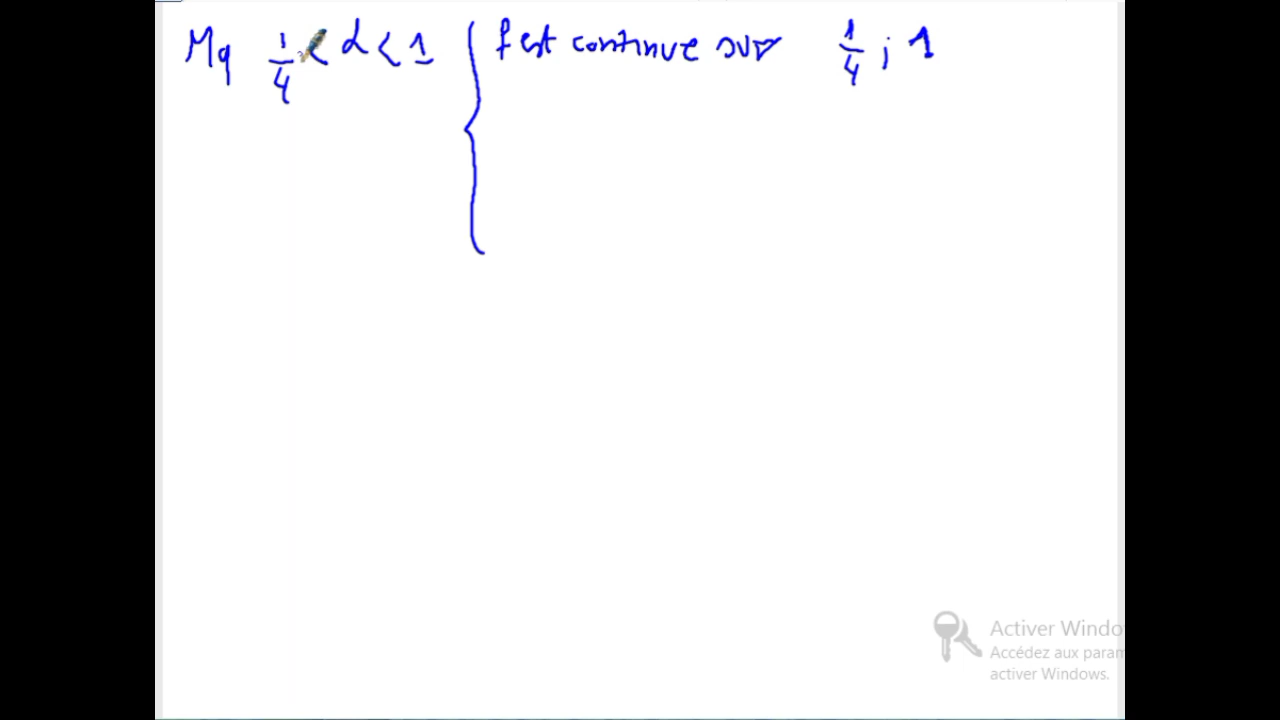 Mq 1/4 < α < 1 { f est continue sur 1/4 ; 1
Activer Windo
Accédez aux param
activer Windows.